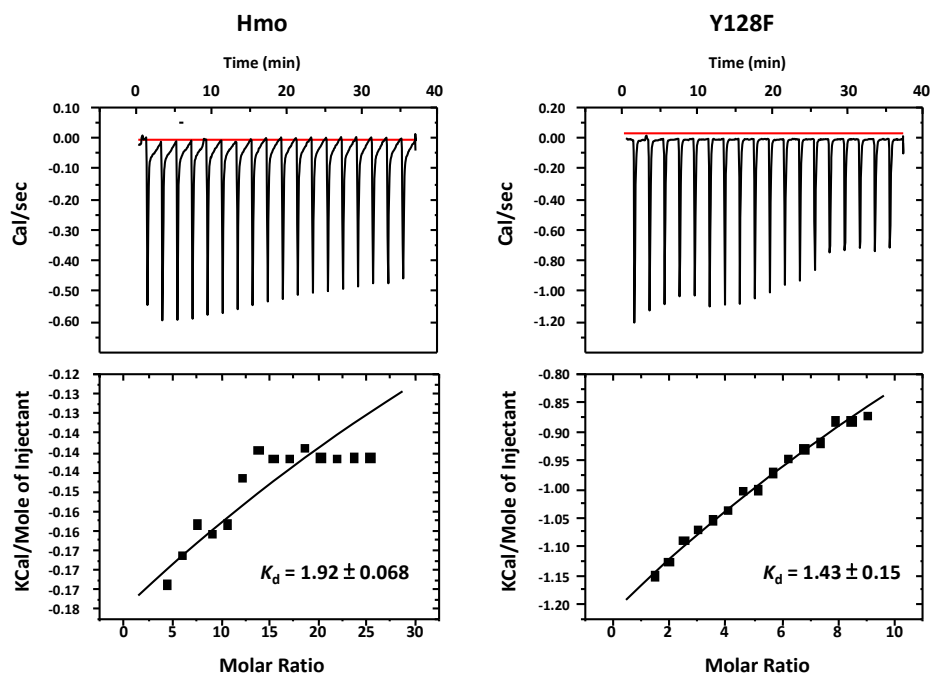 Hmo
Time (min)
0 10 20 30 40
Cal/sec
0.10
0.00
-0.10
-0.20
-0.30
-0.40
-0.50
-0.60
KCal/Mole of Injectant
-0.12
-0.13
-0.13
-0.14
-0.14
-0.15
-0.16
-0.16
-0.17
-0.17
-0.18
K_d = 1.92 ± 0.068
0 5 10 15 20 25 30
Molar Ratio
Y128F
Time (min)
0 10 20 30 40
Cal/sec
0.20
0.00
-0.20
-0.40
-0.60
-0.80
-1.00
-1.20
KCal/Mole of Injectant
-0.80
-0.85
-0.90
-0.95
-1.00
-1.05
-1.10
-1.15
-1.20
K_d = 1.43 ± 0.15
0 2 4 6 8 10
Molar Ratio